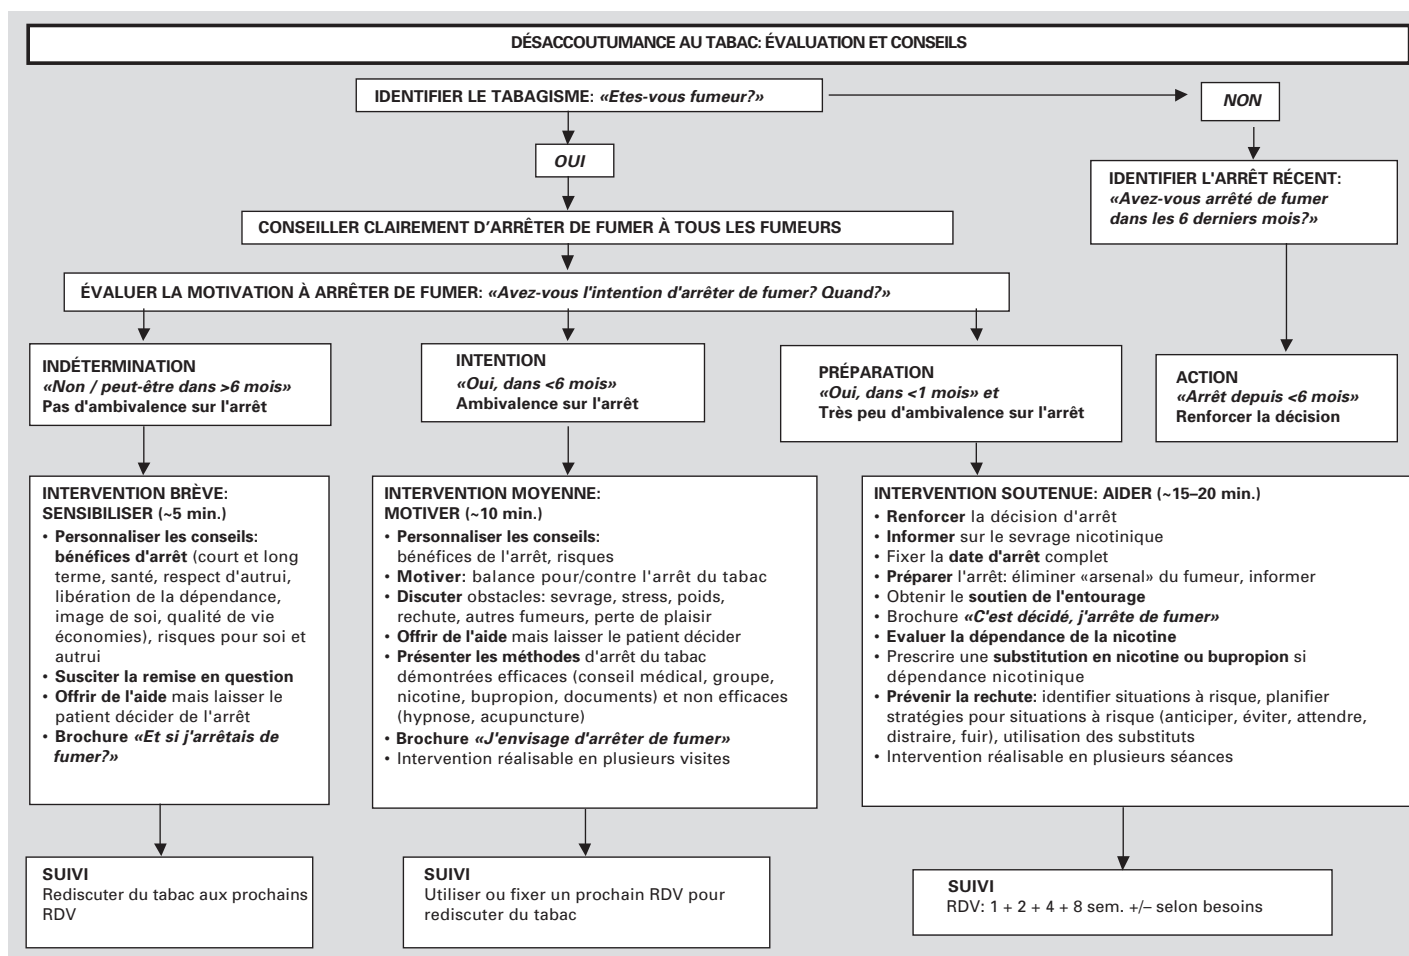 DÉSACCOUTUMANCE AU TABAC: ÉVALUATION ET CONSEILS
IDENTIFIER LE TABAGISME: «Etes-vous fumeur?»
NON
OUI
IDENTIFIER L'ARRÊT RÉCENT:
«Avez-vous arrêté de fumer
dans les 6 derniers mois?»
CONSEILLER CLAIREMENT D'ARRÊTER DE FUMER À TOUS LES FUMEURS
ÉVALUER LA MOTIVATION À ARRÊTER DE FUMER: «Avez-vous l'intention d'arrêter de fumer? Quand?»
INDÉTERMINATION
«Non / peut-être dans >6 mois»
Pas d'ambivalence sur l'arrêt
INTENTION
«Oui, dans <6 mois»
Ambivalence sur l'arrêt
PRÉPARATION
«Oui, dans <1 mois» et
Très peu d'ambivalence sur l'arrêt
ACTION
«Arrêt depuis <6 mois»
Renforcer la décision
INTERVENTION BRÈVE:
SENSIBILISER (~5 min.)
• Personnaliser les conseils:
bénéfices d'arrêt (court et long
terme, santé, respect d'autrui,
libération de la dépendance,
image de soi, qualité de vie
économies), risques pour soi et
autrui
• Susciter la remise en question
• Offrir de l'aide mais laisser le
patient décider de l'arrêt
• Brochure «Et si j'arrêtais de
fumer?»
INTERVENTION MOYENNE:
MOTIVER (~10 min.)
• Personnaliser les conseils:
bénéfices de l'arrêt, risques
• Motiver: balance pour/contre l'arrêt du tabac
• Discuter obstacles: sevrage, stress, poids,
rechute, autres fumeurs, perte de plaisir
• Offrir de l'aide mais laisser le patient décider
• Présenter les méthodes d'arrêt du tabac
démontrées efficaces (conseil médical, groupe,
nicotine, bupropion, documents) et non efficaces
(hypnose, acupuncture)
• Brochure «J'envisage d'arrêter de fumer»
• Intervention réalisable en plusieurs visites
INTERVENTION SOUTENUE: AIDER (~15–20 min.)
• Renforcer la décision d'arrêt
• Informer sur le sevrage nicotinique
• Fixer la date d'arrêt complet
• Préparer l'arrêt: éliminer «arsenal» du fumeur, informer
• Obtenir le soutien de l'entourage
• Brochure «C'est décidé, j'arrête de fumer»
• Evaluer la dépendance de la nicotine
• Prescrire une substitution en nicotine ou bupropion si
dépendance nicotinique
• Prévenir la rechute: identifier situations à risque, planifier
stratégies pour situations à risque (anticiper, éviter, attendre,
distraire, fuir), utilisation des substituts
• Intervention réalisable en plusieurs séances
SUIVI
Rediscuter du tabac aux prochains
RDV
SUIVI
Utiliser ou fixer un prochain RDV pour
rediscuter du tabac
SUIVI
RDV: 1 + 2 + 4 + 8 sem. +/– selon besoins